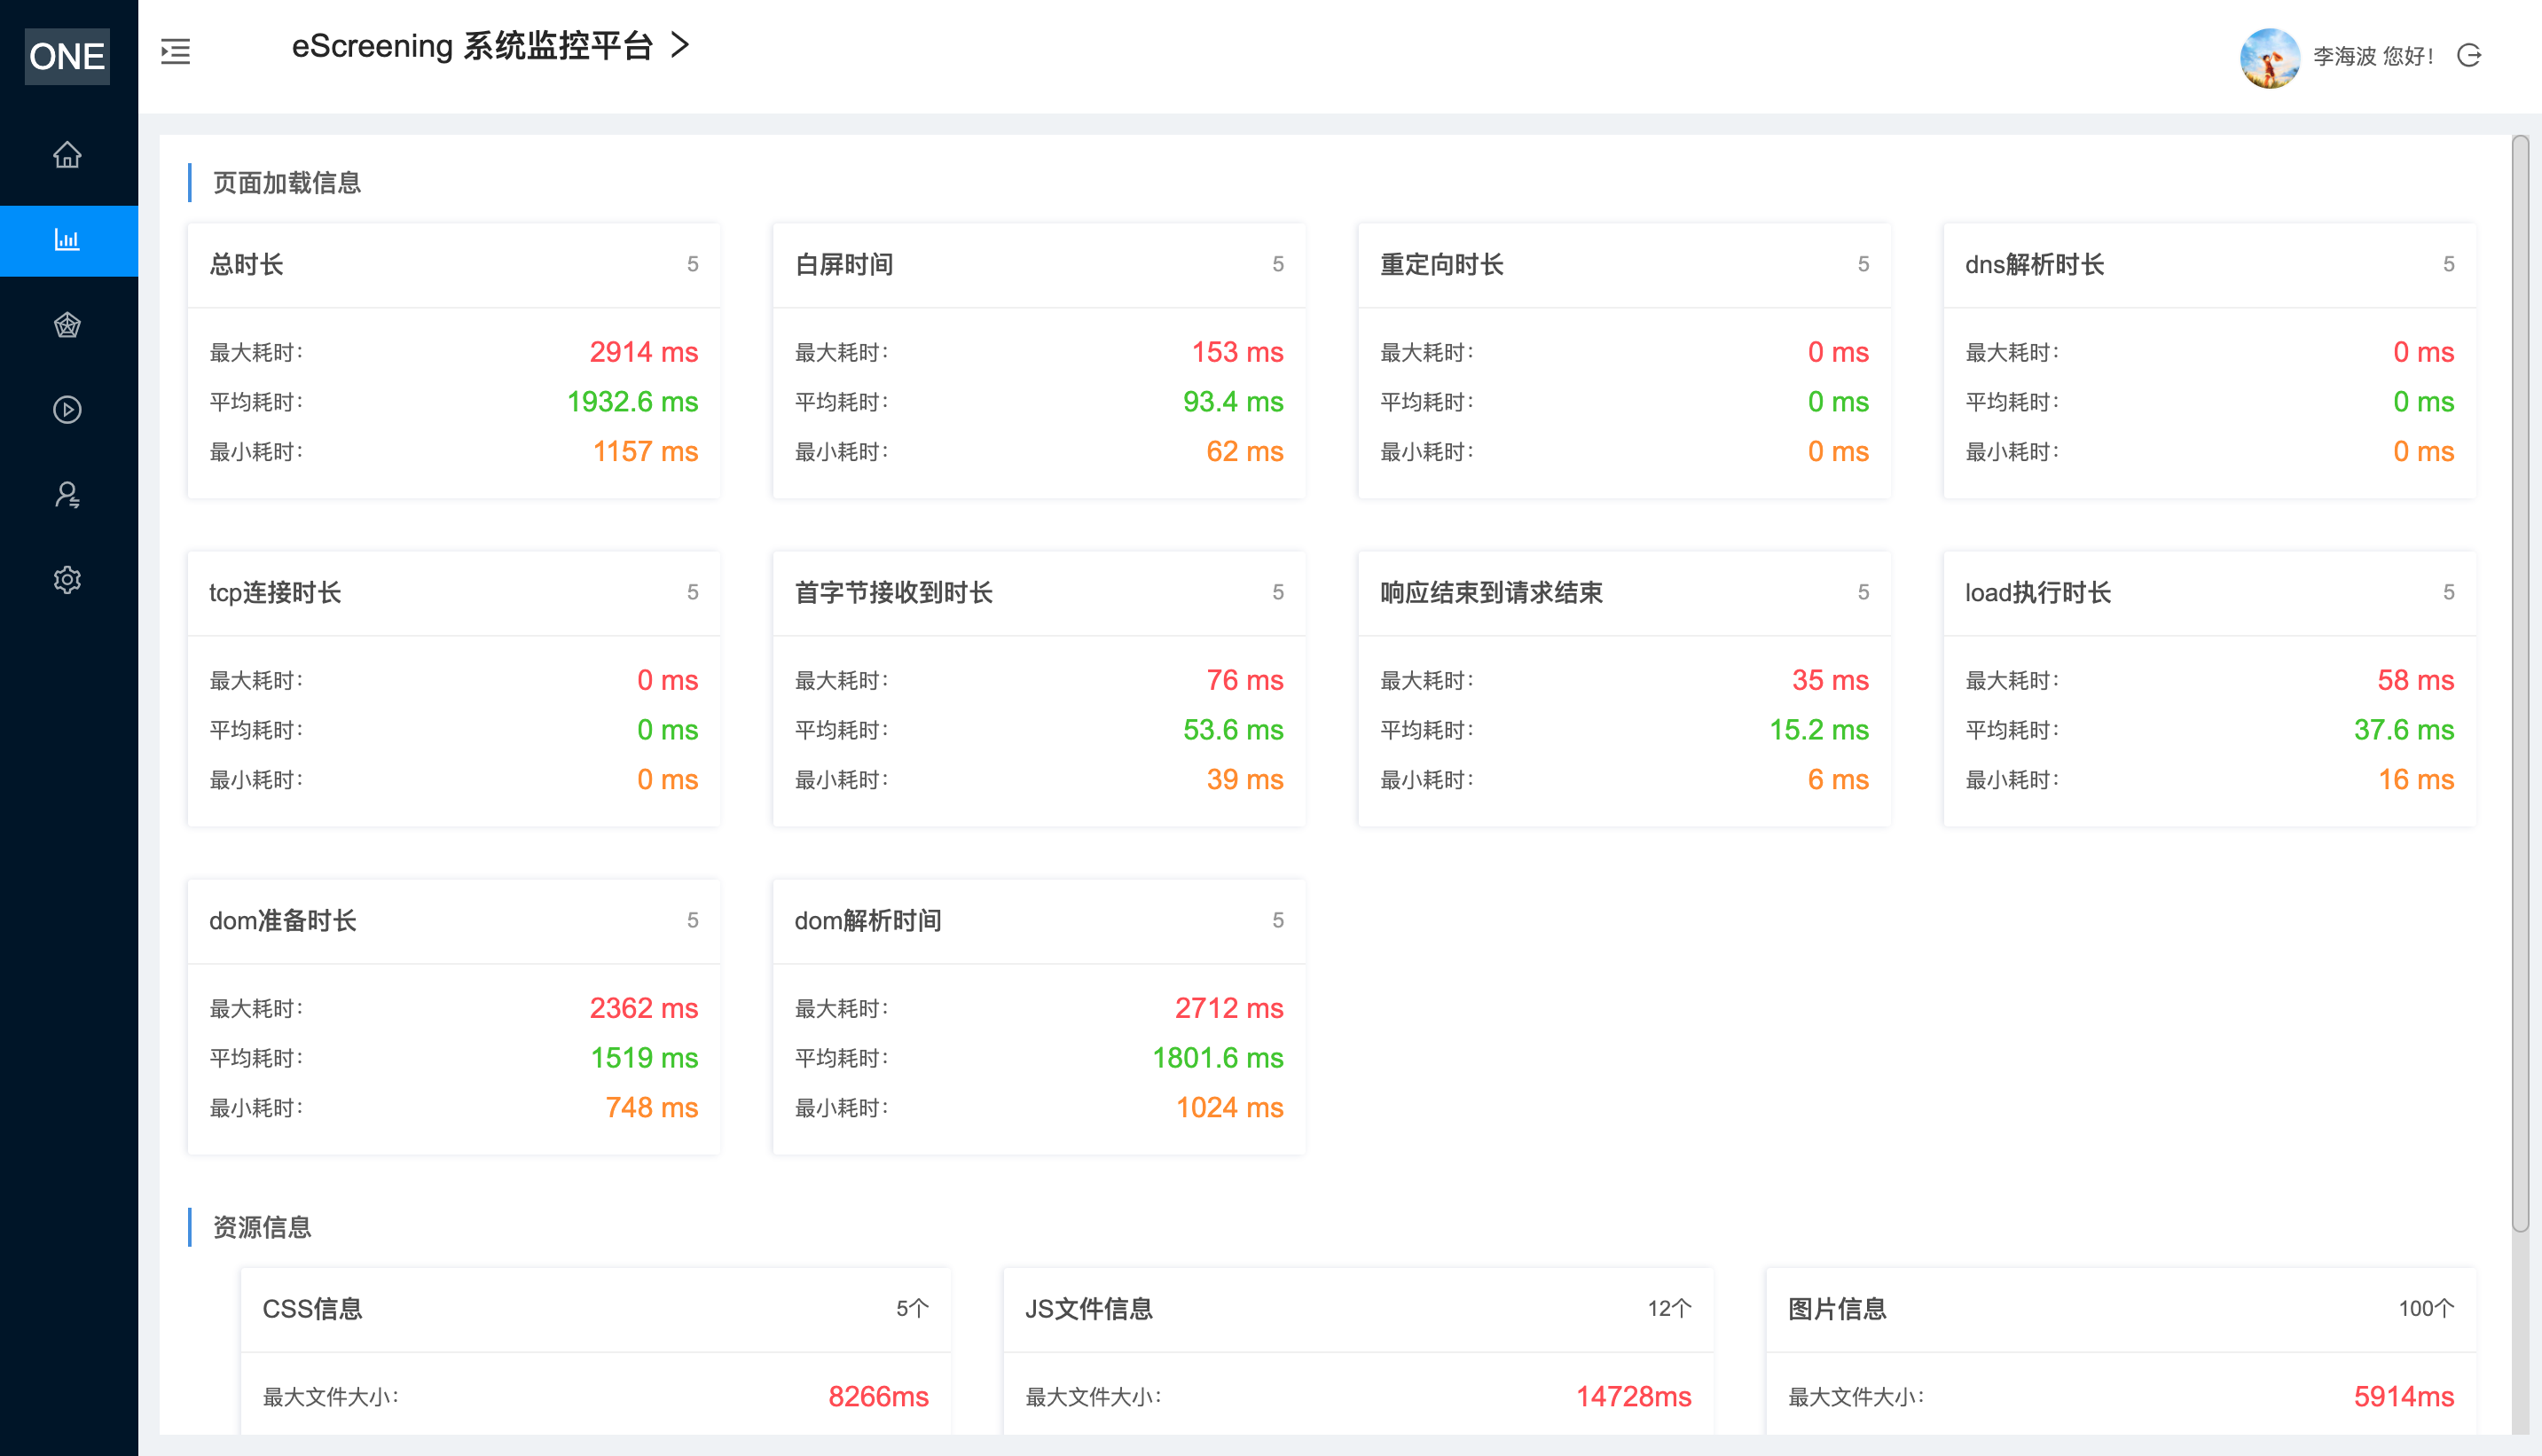 ONE
eScreening 系统监控平台 >
李海波 您好!
页面加载信息
总时长 5
最大耗时: 2914 ms
平均耗时: 1932.6 ms
最小耗时: 1157 ms
白屏时间 5
最大耗时: 153 ms
平均耗时: 93.4 ms
最小耗时: 62 ms
重定向时长 5
最大耗时: 0 ms
平均耗时: 0 ms
最小耗时: 0 ms
dns解析时长 5
最大耗时: 0 ms
平均耗时: 0 ms
最小耗时: 0 ms
tcp连接时长 5
最大耗时: 0 ms
平均耗时: 0 ms
最小耗时: 0 ms
首字节接收到时长 5
最大耗时: 76 ms
平均耗时: 53.6 ms
最小耗时: 39 ms
响应结束到请求结束 5
最大耗时: 35 ms
平均耗时: 15.2 ms
最小耗时: 6 ms
load执行时长 5
最大耗时: 58 ms
平均耗时: 37.6 ms
最小耗时: 16 ms
dom准备时长 5
最大耗时: 2362 ms
平均耗时: 1519 ms
最小耗时: 748 ms
dom解析时间 5
最大耗时: 2712 ms
平均耗时: 1801.6 ms
最小耗时: 1024 ms
资源信息
CSS信息 5个
最大文件大小: 8266ms
JS文件信息 12个
最大文件大小: 14728ms
图片信息 100个
最大文件大小: 5914ms